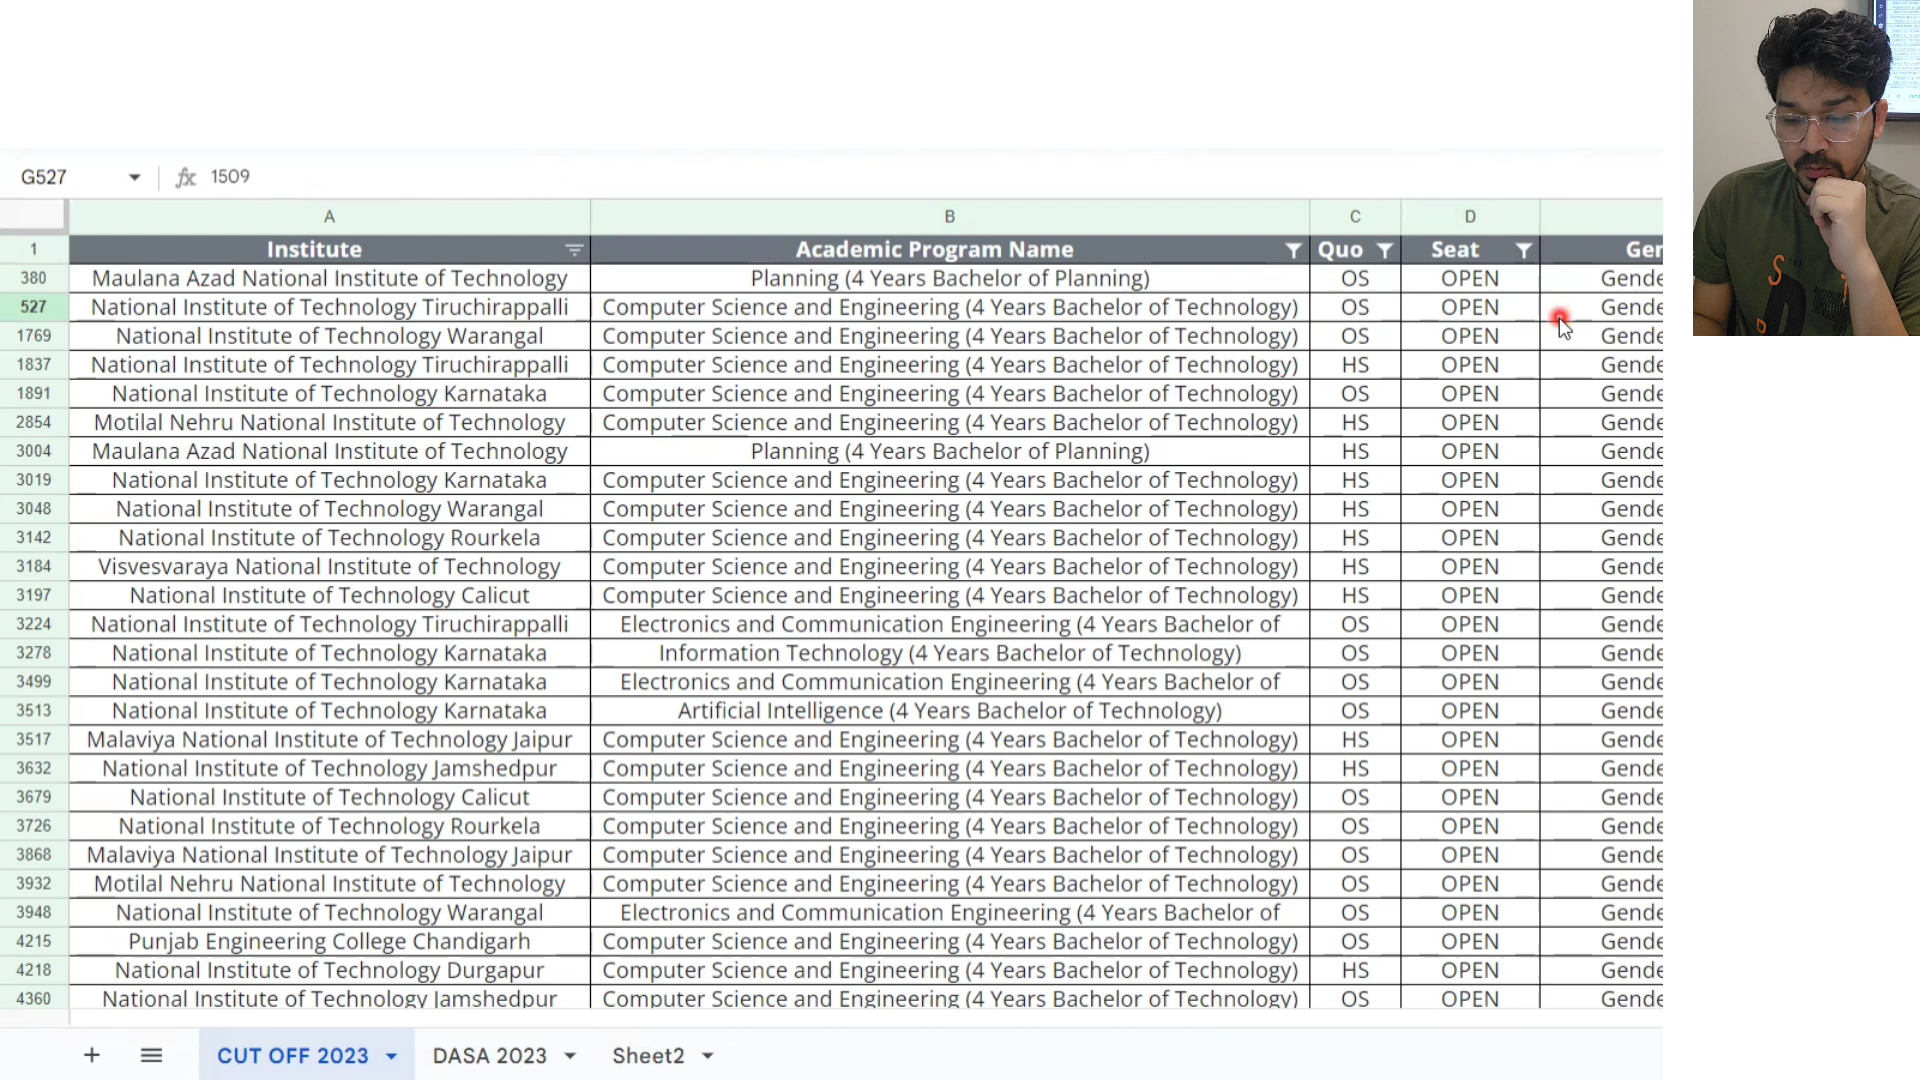 G527 fx 1509
A B C D
1 Institute Academic Program Name Quo Seat Gen
380 Maulana Azad National Institute of Technology Planning (4 Years Bachelor of Planning) OS OPEN Gende
527 National Institute of Technology Tiruchirappalli Computer Science and Engineering (4 Years Bachelor of Technology) OS OPEN Gende
1769 National Institute of Technology Warangal Computer Science and Engineering (4 Years Bachelor of Technology) OS OPEN Gende
1837 National Institute of Technology Tiruchirappalli Computer Science and Engineering (4 Years Bachelor of Technology) HS OPEN Gende
1891 National Institute of Technology Karnataka Computer Science and Engineering (4 Years Bachelor of Technology) OS OPEN Gende
2854 Motilal Nehru National Institute of Technology Computer Science and Engineering (4 Years Bachelor of Technology) HS OPEN Gende
3004 Maulana Azad National Institute of Technology Planning (4 Years Bachelor of Planning) HS OPEN Gende
3019 National Institute of Technology Karnataka Computer Science and Engineering (4 Years Bachelor of Technology) HS OPEN Gende
3048 National Institute of Technology Warangal Computer Science and Engineering (4 Years Bachelor of Technology) HS OPEN Gende
3142 National Institute of Technology Rourkela Computer Science and Engineering (4 Years Bachelor of Technology) HS OPEN Gende
3184 Visvesvaraya National Institute of Technology Computer Science and Engineering (4 Years Bachelor of Technology) HS OPEN Gende
3197 National Institute of Technology Calicut Computer Science and Engineering (4 Years Bachelor of Technology) HS OPEN Gende
3224 National Institute of Technology Tiruchirappalli Electronics and Communication Engineering (4 Years Bachelor of OS OPEN Gende
3278 National Institute of Technology Karnataka Information Technology (4 Years Bachelor of Technology) OS OPEN Gende
3499 National Institute of Technology Karnataka Electronics and Communication Engineering (4 Years Bachelor of OS OPEN Gende
3513 National Institute of Technology Karnataka Artificial Intelligence (4 Years Bachelor of Technology) OS OPEN Gende
3517 Malaviya National Institute of Technology Jaipur Computer Science and Engineering (4 Years Bachelor of Technology) HS OPEN Gende
3632 National Institute of Technology Jamshedpur Computer Science and Engineering (4 Years Bachelor of Technology) HS OPEN Gende
3679 National Institute of Technology Calicut Computer Science and Engineering (4 Years Bachelor of Technology) OS OPEN Gende
3726 National Institute of Technology Rourkela Computer Science and Engineering (4 Years Bachelor of Technology) OS OPEN Gende
3868 Malaviya National Institute of Technology Jaipur Computer Science and Engineering (4 Years Bachelor of Technology) OS OPEN Gende
3932 Motilal Nehru National Institute of Technology Computer Science and Engineering (4 Years Bachelor of Technology) OS OPEN Gende
3948 National Institute of Technology Warangal Electronics and Communication Engineering (4 Years Bachelor of OS OPEN Gende
4215 Punjab Engineering College Chandigarh Computer Science and Engineering (4 Years Bachelor of Technology) OS OPEN Gende
4218 National Institute of Technology Durgapur Computer Science and Engineering (4 Years Bachelor of Technology) HS OPEN Gende
4360 National Institute of Technology Jamshedpur Computer Science and Engineering (4 Years Bachelor of Technology) OS OPEN Gende
CUT OFF 2023 DASA 2023 Sheet2